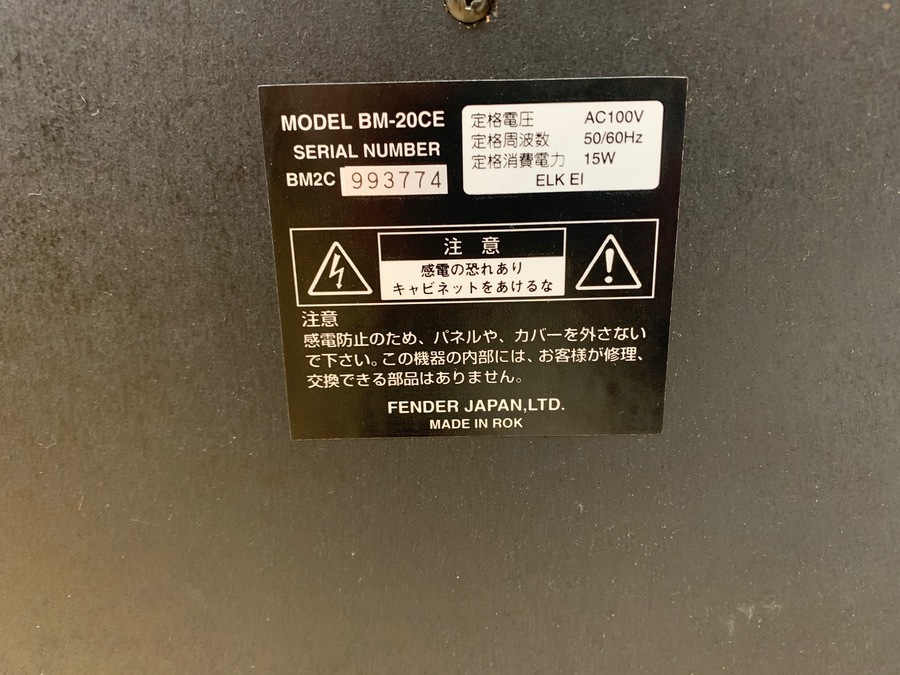 MODEL BM-20CE
SERIAL NUMBER
BM2C 993774
定格電圧 AC100V
定格周波数 50/60Hz
定格消費電力 15W
ELK EI
注 意
感電の恐れあり
キャビネットをあけるな
注意
感電防止のため、パネルや、カバーを外さない
で下さい。この機器の内部には、お客様が修理、
交換できる部品はありません。
FENDER JAPAN,LTD.
MADE IN ROK